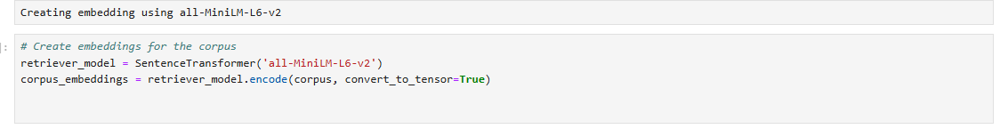 Creating embedding using all-MiniLM-L6-v2
]:
# Create embeddings for the corpus
retriever_model = SentenceTransformer('all-MiniLM-L6-v2')
corpus_embeddings = retriever_model.encode(corpus, convert_to_tensor=True)